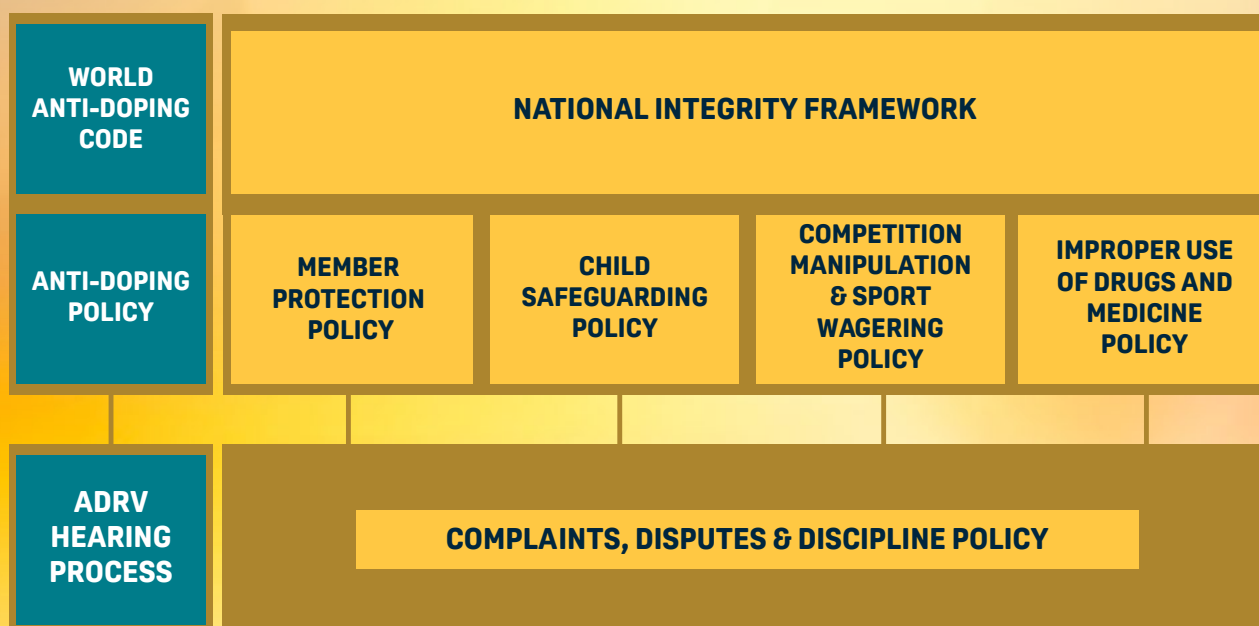 WORLD
ANTI-DOPING
CODE
NATIONAL INTEGRITY FRAMEWORK
ANTI-DOPING
POLICY
MEMBER
PROTECTION
POLICY
CHILD
SAFEGUARDING
POLICY
COMPETITION
MANIPULATION
& SPORT
WAGERING
POLICY
IMPROPER USE
OF DRUGS AND
MEDICINE
POLICY
ADRV
HEARING
PROCESS
COMPLAINTS, DISPUTES & DISCIPLINE POLICY